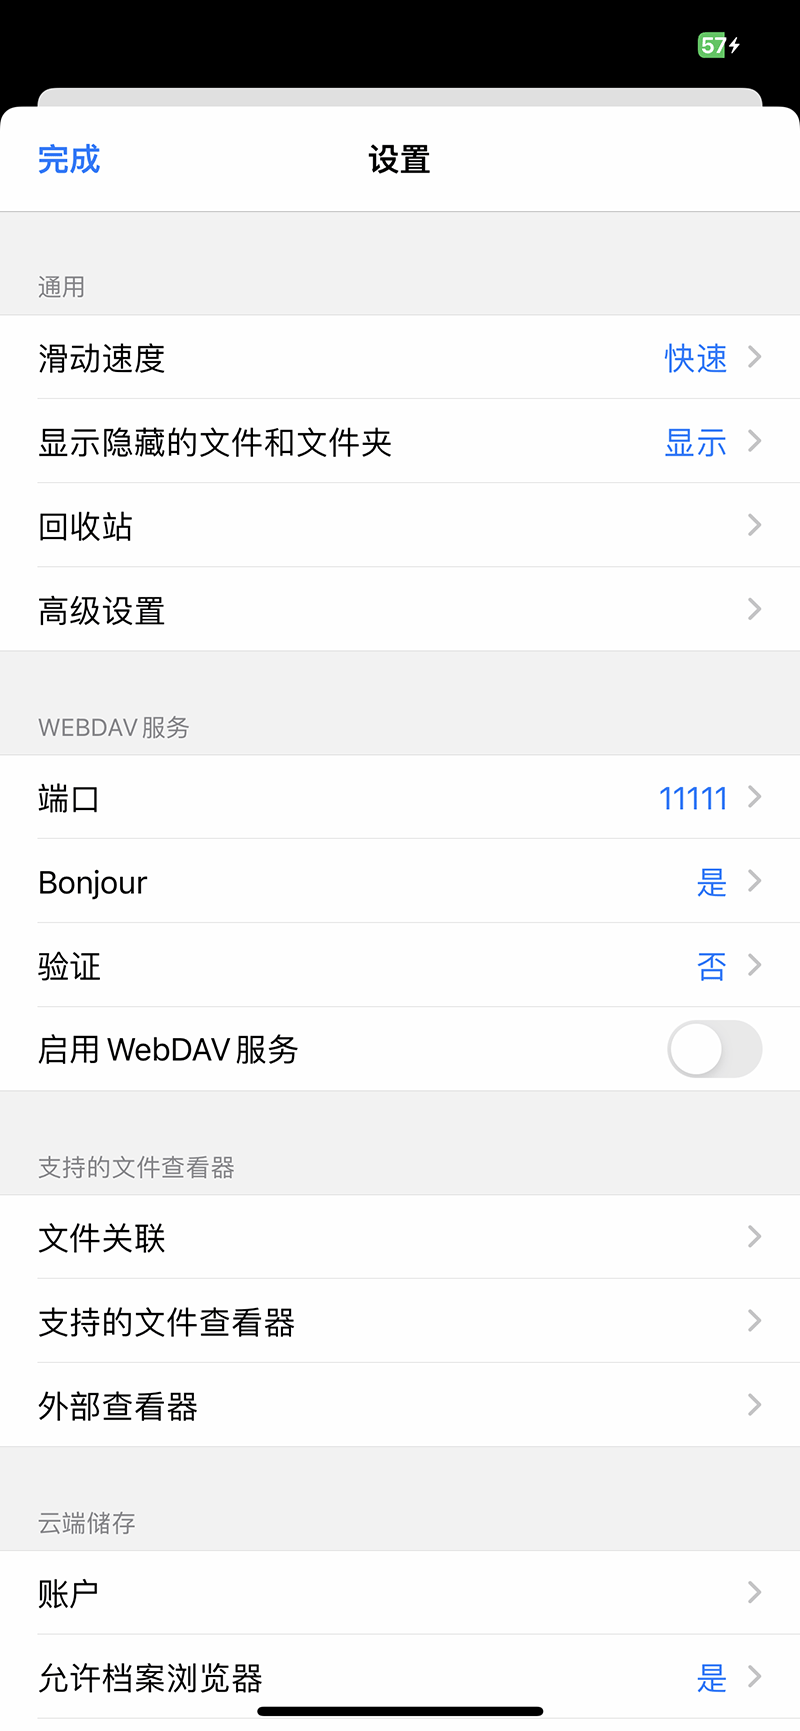 57
完成
设置
通用
滑动速度 快速
显示隐藏的文件和文件夹 显示
回收站
高级设置
WEBDAV 服务
端口 11111
Bonjour 是
验证 否
启用 WebDAV 服务
支持的文件查看器
文件关联
支持的文件查看器
外部查看器
云端储存
账户
允许档案浏览器 是